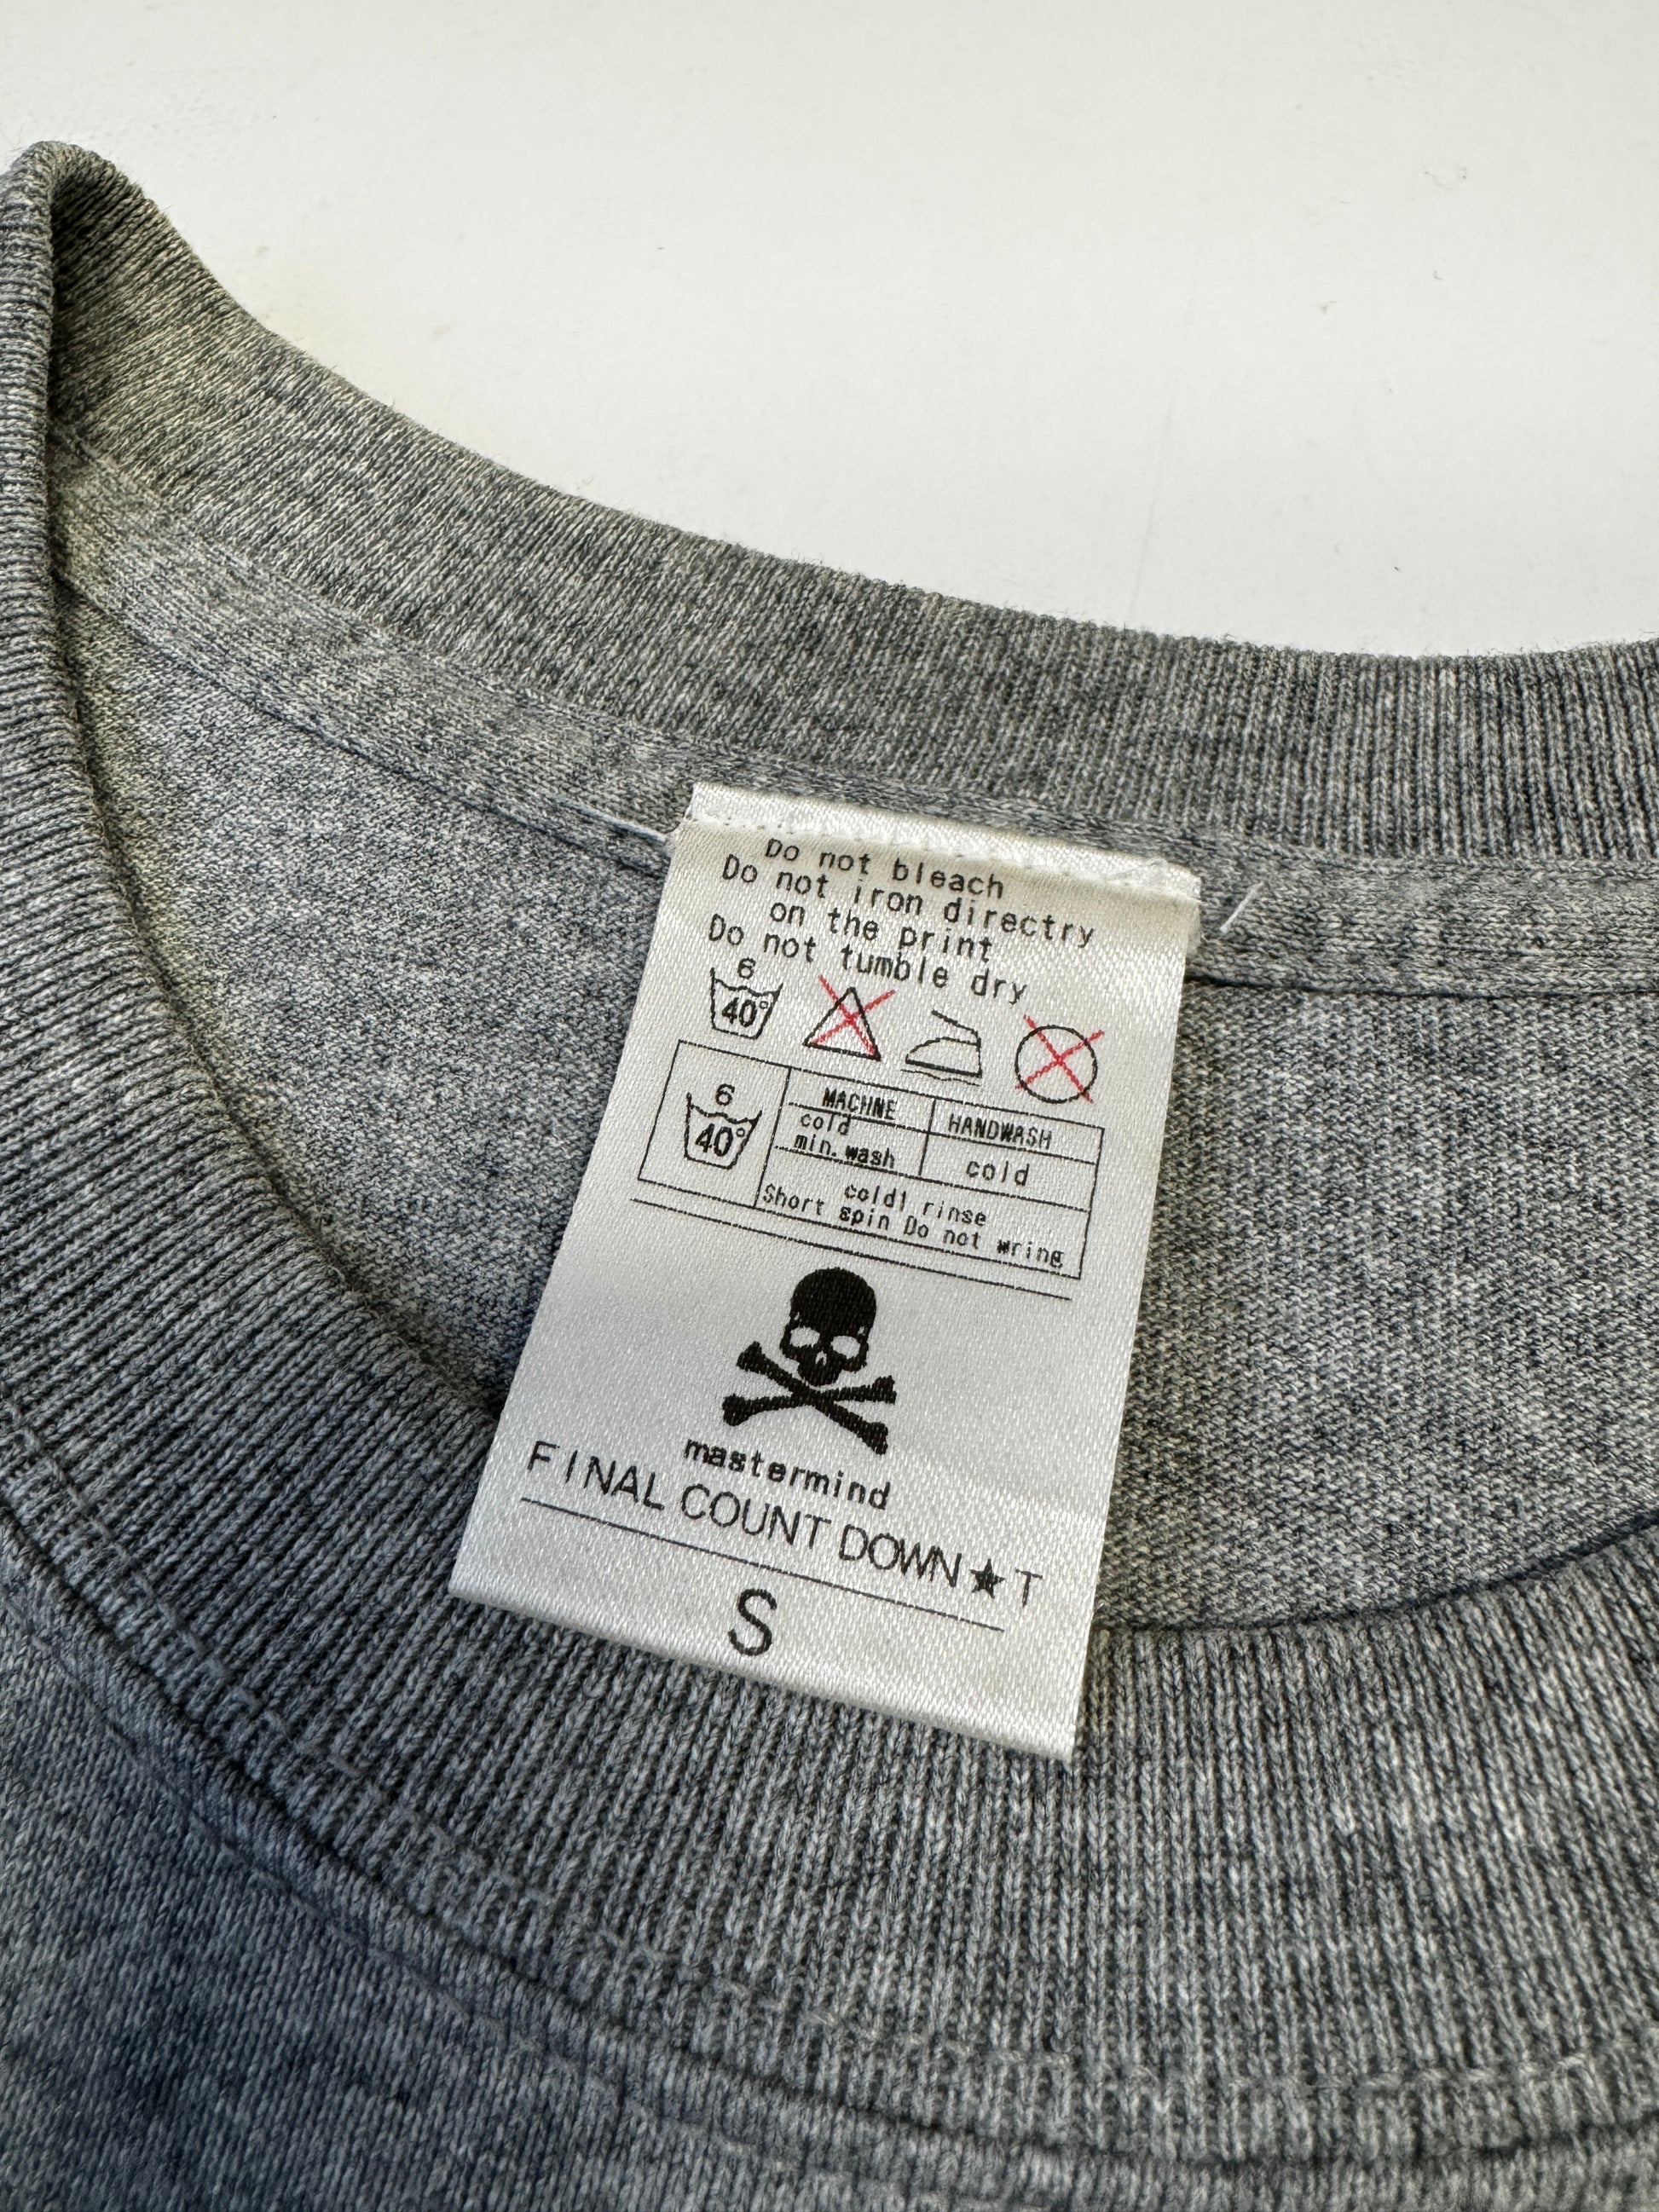 Do not bleach
Do not iron directry
on the print
Do not tumble dry
6
40°
6
40°
MACHINE HANDWASH
cold
min. wash cold
coldl rinse
Short spin Do not wring
mastermind
FINAL COUNT DOWN★T
S